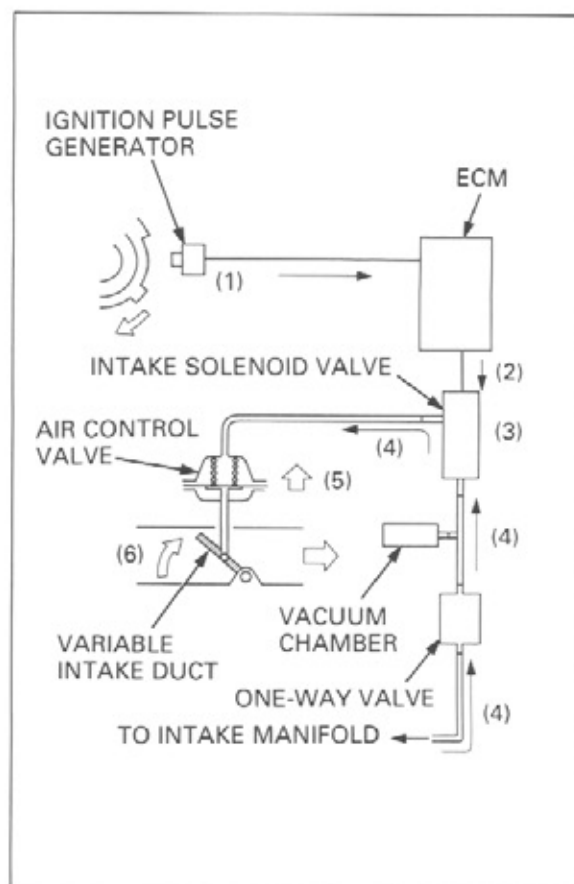 IGNITION PULSE
GENERATOR
ECM
(1)
INTAKE SOLENOID VALVE
(2)
AIR CONTROL
VALVE
(4)
(3)
(5)
(6)
(4)
VACUUM
CHAMBER
VARIABLE
INTAKE DUCT
ONE-WAY VALVE
(4)
TO INTAKE MANIFOLD